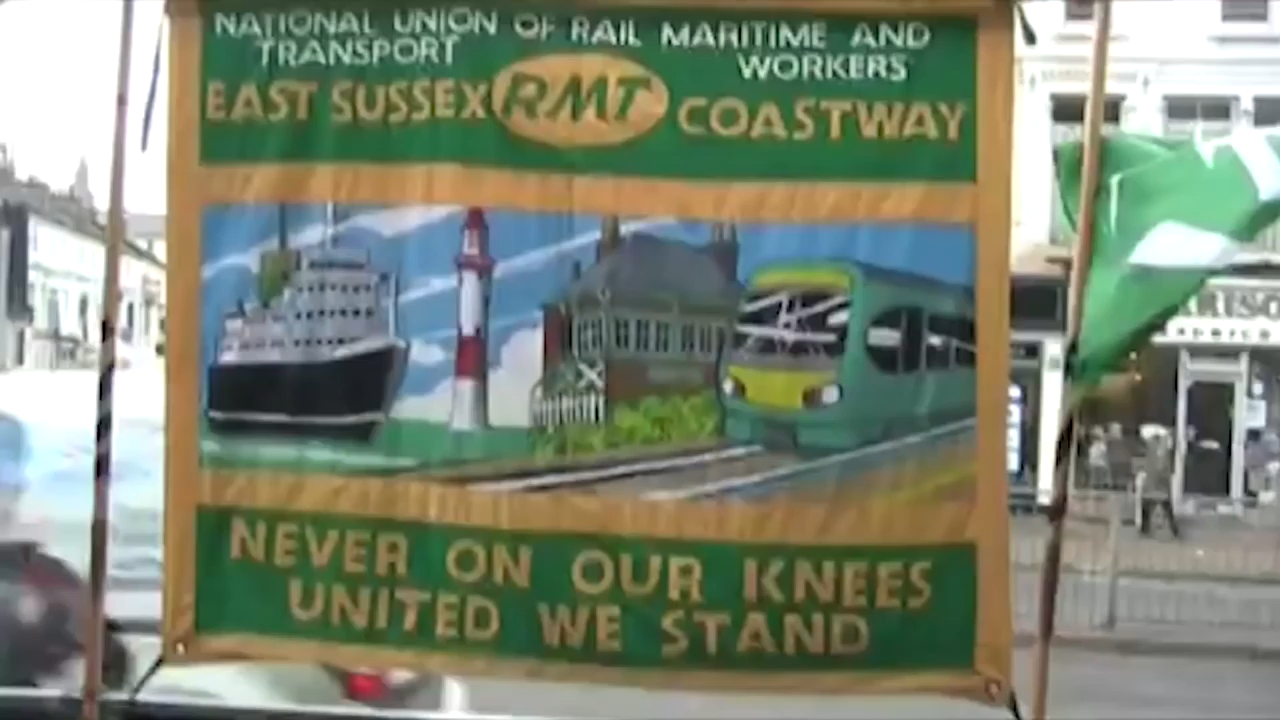 NATIONAL UNION OF RAIL MARITIME AND
TRANSPORT WORKERS
EAST SUSSEX RMT COASTWAY
NEVER ON OUR KNEES
UNITED WE STAND